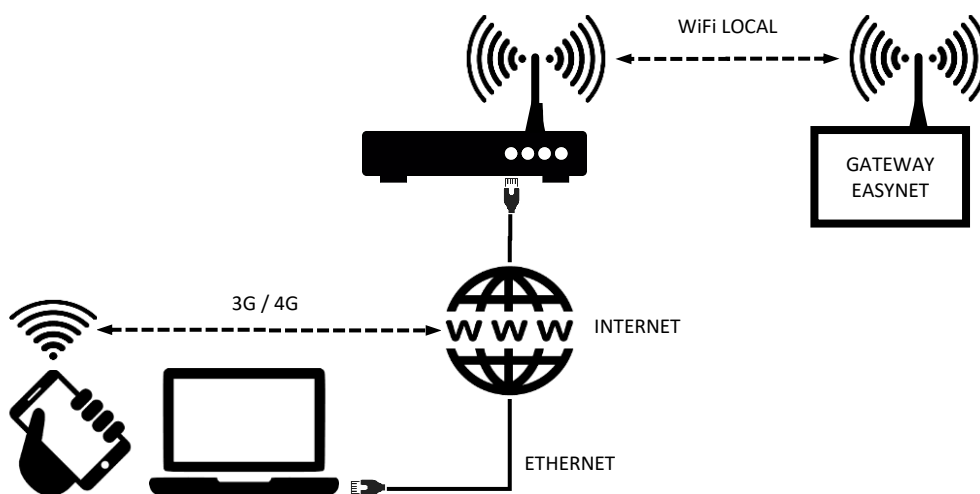 WiFi LOCAL
GATEWAY
EASYNET
3G / 4G
WWW
INTERNET
ETHERNET